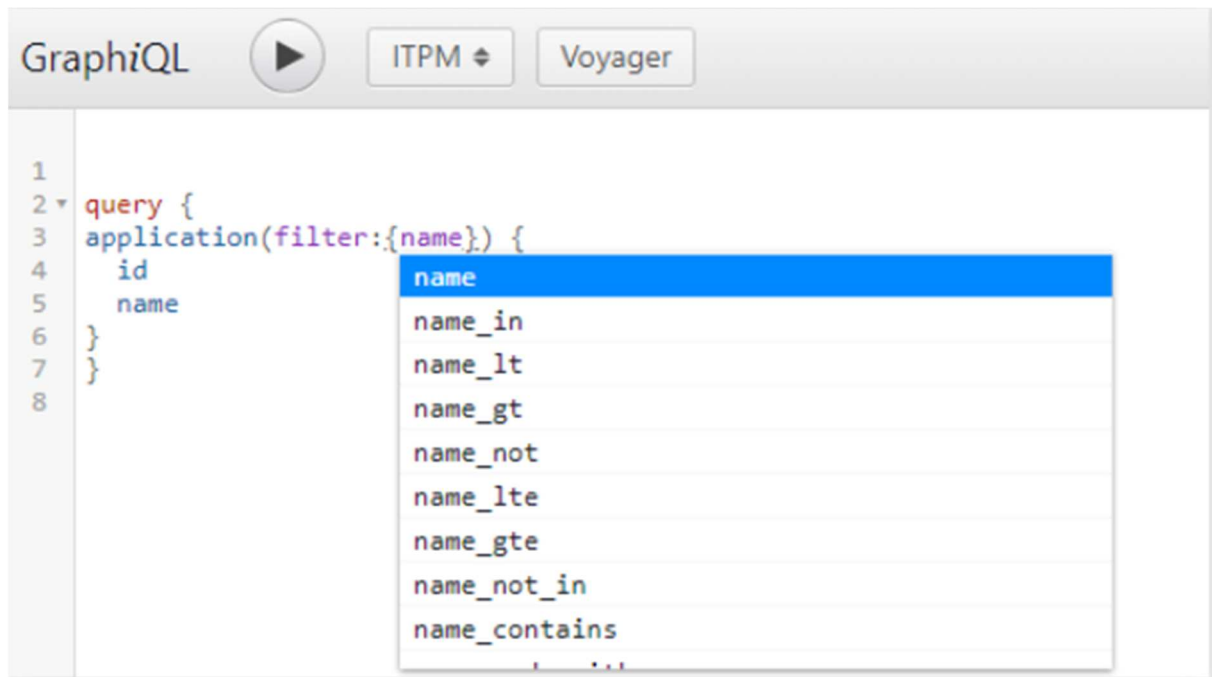 GraphiQL ITPM Voyager
1
2 query {
3 application(filter:{name}) {
4 id
5 name
6 }
7 }
8
name
name_in
name_lt
name_gt
name_not
name_lte
name_gte
name_not_in
name_contains